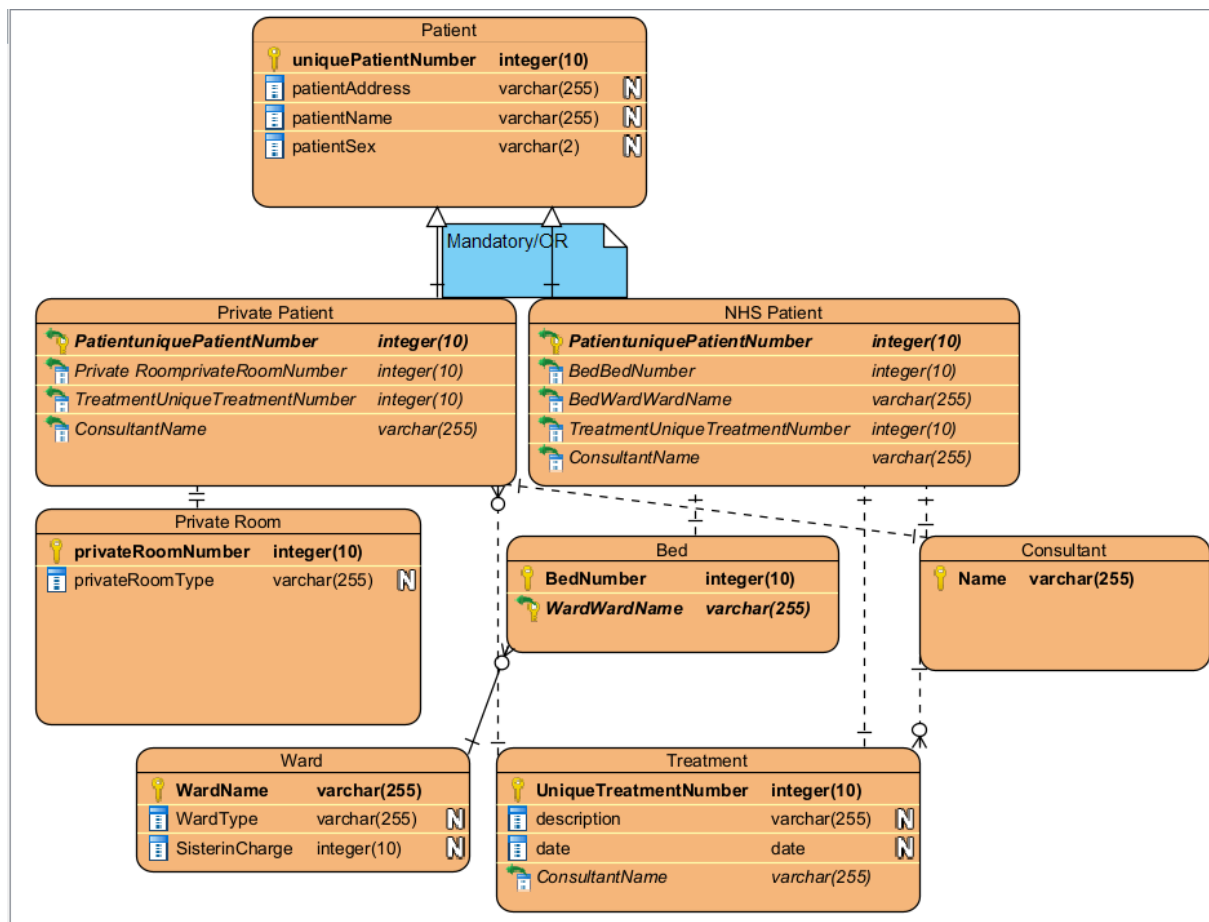 Patient
uniquePatientNumber integer(10)
patientAddress varchar(255) N
patientName varchar(255) N
patientSex varchar(2) N
Mandatory/OR
Private Patient
PatientuniquePatientNumber integer(10)
Private RoomprivateRoomNumber integer(10)
TreatmentUniqueTreatmentNumber integer(10)
ConsultantName varchar(255)
NHS Patient
PatientuniquePatientNumber integer(10)
BedBedNumber integer(10)
BedWardWardName varchar(255)
TreatmentUniqueTreatmentNumber integer(10)
ConsultantName varchar(255)
Private Room
privateRoomNumber integer(10)
privateRoomType varchar(255) N
Bed
BedNumber integer(10)
WardWardName varchar(255)
Consultant
Name varchar(255)
Ward
WardName varchar(255)
WardType varchar(255) N
SisterinCharge integer(10) N
Treatment
UniqueTreatmentNumber integer(10)
description varchar(255) N
date date N
ConsultantName varchar(255)